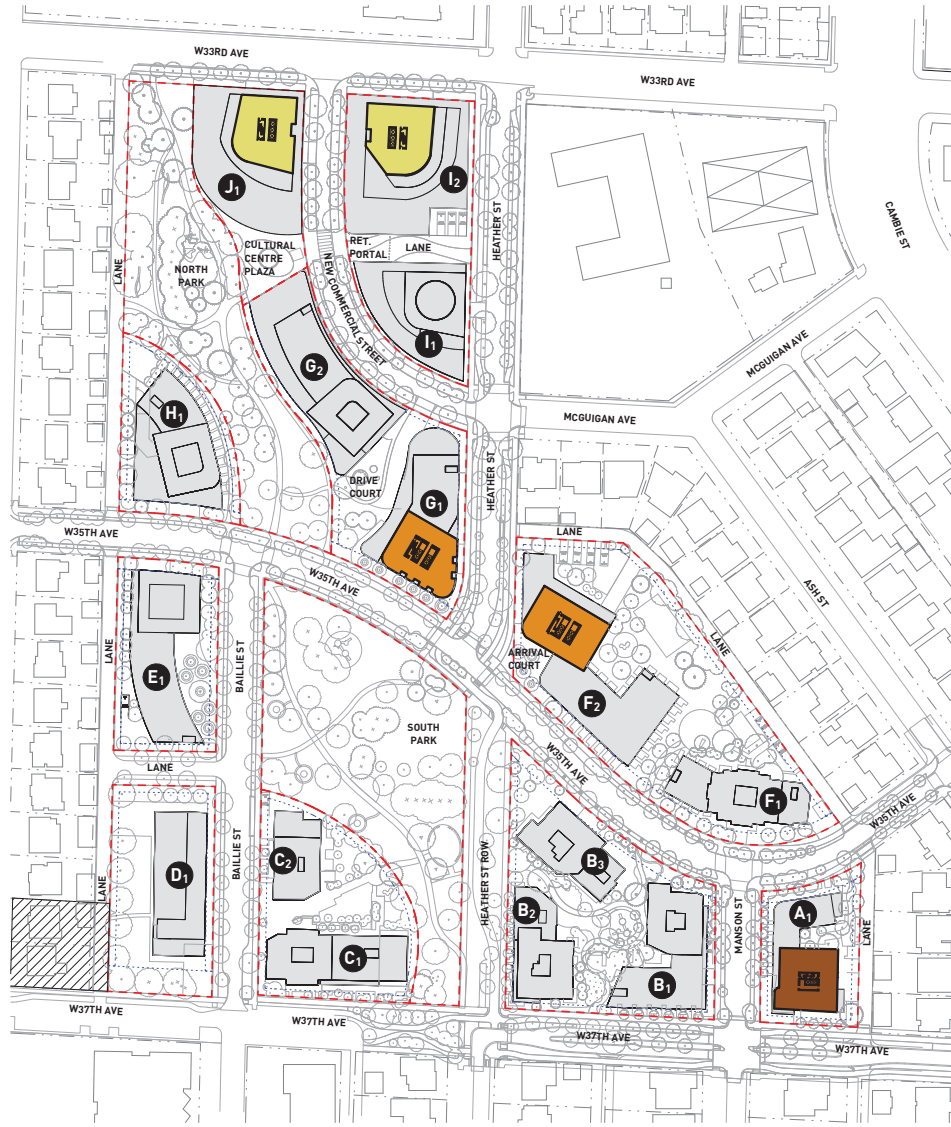 W33RD AVE
W33RD AVE
J1
I2
HEATHER ST
CAMBIE ST
CULTURAL
CENTRE
PLAZA
RET.
PORTAL
LANE
NORTH
PARK
LANE
NEW COMMERCIAL STREET
I1
G2
MCGUIGAN AVE
MCGUIGAN AVE
H1
DRIVE
COURT
G1
HEATHER ST
W35TH AVE
LANE
W35TH AVE
ASH ST
LANE
ARRIVAL
COURT
LANE
E1
BAILLIE ST
F2
SOUTH
PARK
W35TH AVE
LANE
F1
W35TH AVE
D1
BAILLIE ST
C2
B3
HEATHER ST ROW
LANE
B2
MANSON ST
A1
LANE
C1
B1
W37TH AVE
W37TH AVE
W37TH AVE
W37TH AVE